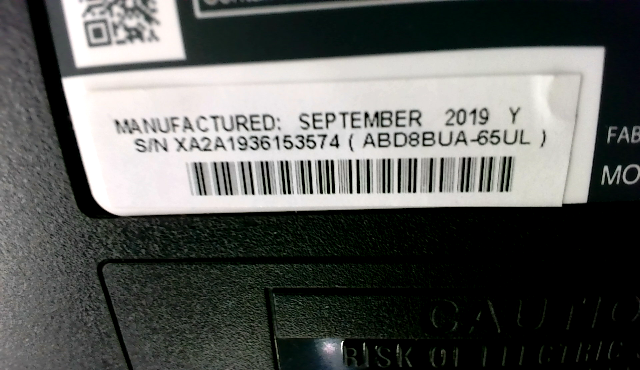 MANUFACTURED: SEPTEMBER 2019 Y
S/N XA2A1936153574 ( ABD8BUA-65UL )
FAB
MO
CAUTIO
RISK OF ELECTRIC